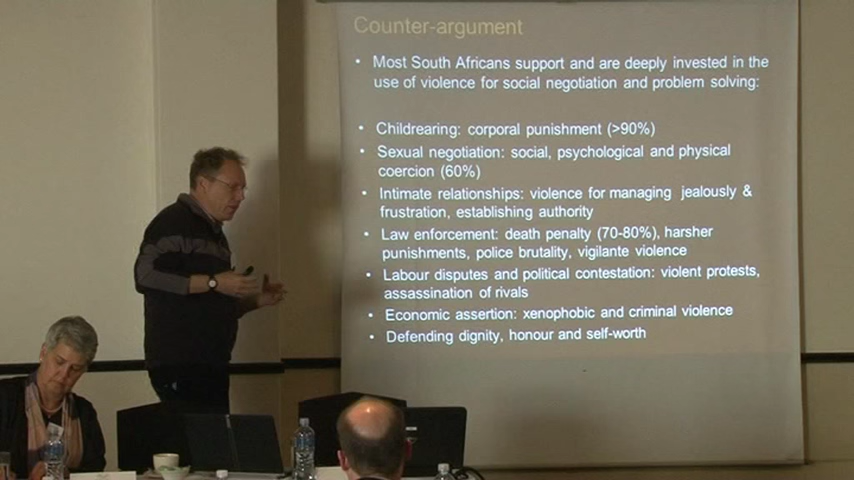 Counter-argument
• Most South Africans support and are deeply invested in the
use of violence for social negotiation and problem solving:
• Childrearing: corporal punishment (>90%)
• Sexual negotiation: social, psychological and physical
coercion (60%)
• Intimate relationships: violence for managing jealously &
frustration, establishing authority
• Law enforcement: death penalty (70-80%), harsher
punishments, police brutality, vigilante violence
• Labour disputes and political contestation: violent protests,
assassination of rivals
• Economic assertion: xenophobic and criminal violence
• Defending dignity, honour and self-worth